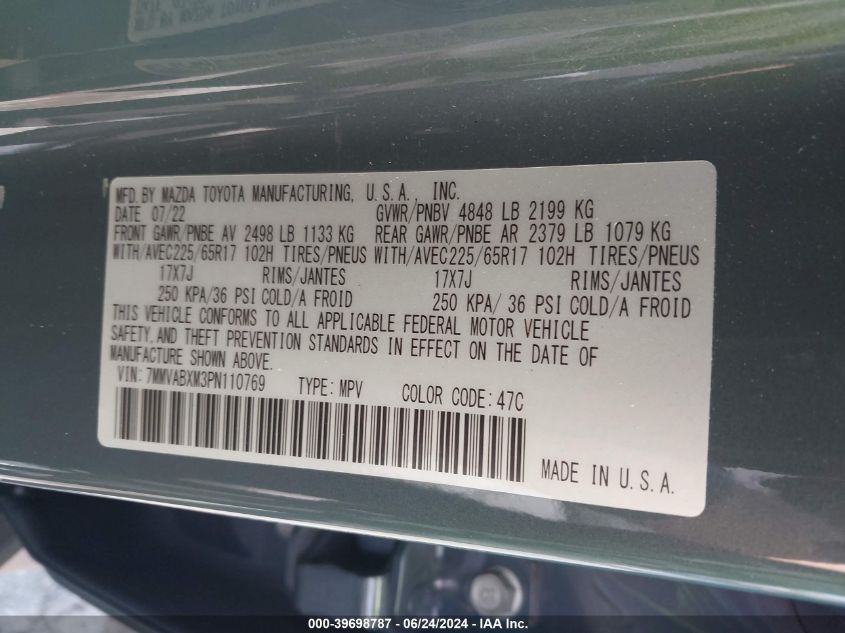 MFD. BY MAZDA TOYOTA MANUFACTURING, U.S.A., INC.
DATE 07/22 GVWR/PNBV 4848 LB 2199 KG
FRONT GAWR/PNBE AV 2498 LB 1133 KG REAR GAWR/PNBE AR 2379 LB 1079 KG
WITH/AVEC225/65R17 102H TIRES/PNEUS WITH/AVEC225/65R17 102H TIRES/PNEUS
17X7J RIMS/JANTES 17X7J RIMS/JANTES
250 KPA/36 PSI COLD/A FROID 250 KPA/ 36 PSI COLD/A FROID
THIS VEHICLE CONFORMS TO ALL APPLICABLE FEDERAL MOTOR VEHICLE
SAFETY, AND THEFT PREVENTION STANDARDS IN EFFECT ON THE DATE OF
MANUFACTURE SHOWN ABOVE.
VIN: 7MMVABXM3PN110769 TYPE: MPV COLOR CODE: 47C
MADE IN U.S.A.
000-39698787 - 06/24/2024 - IAA Inc.